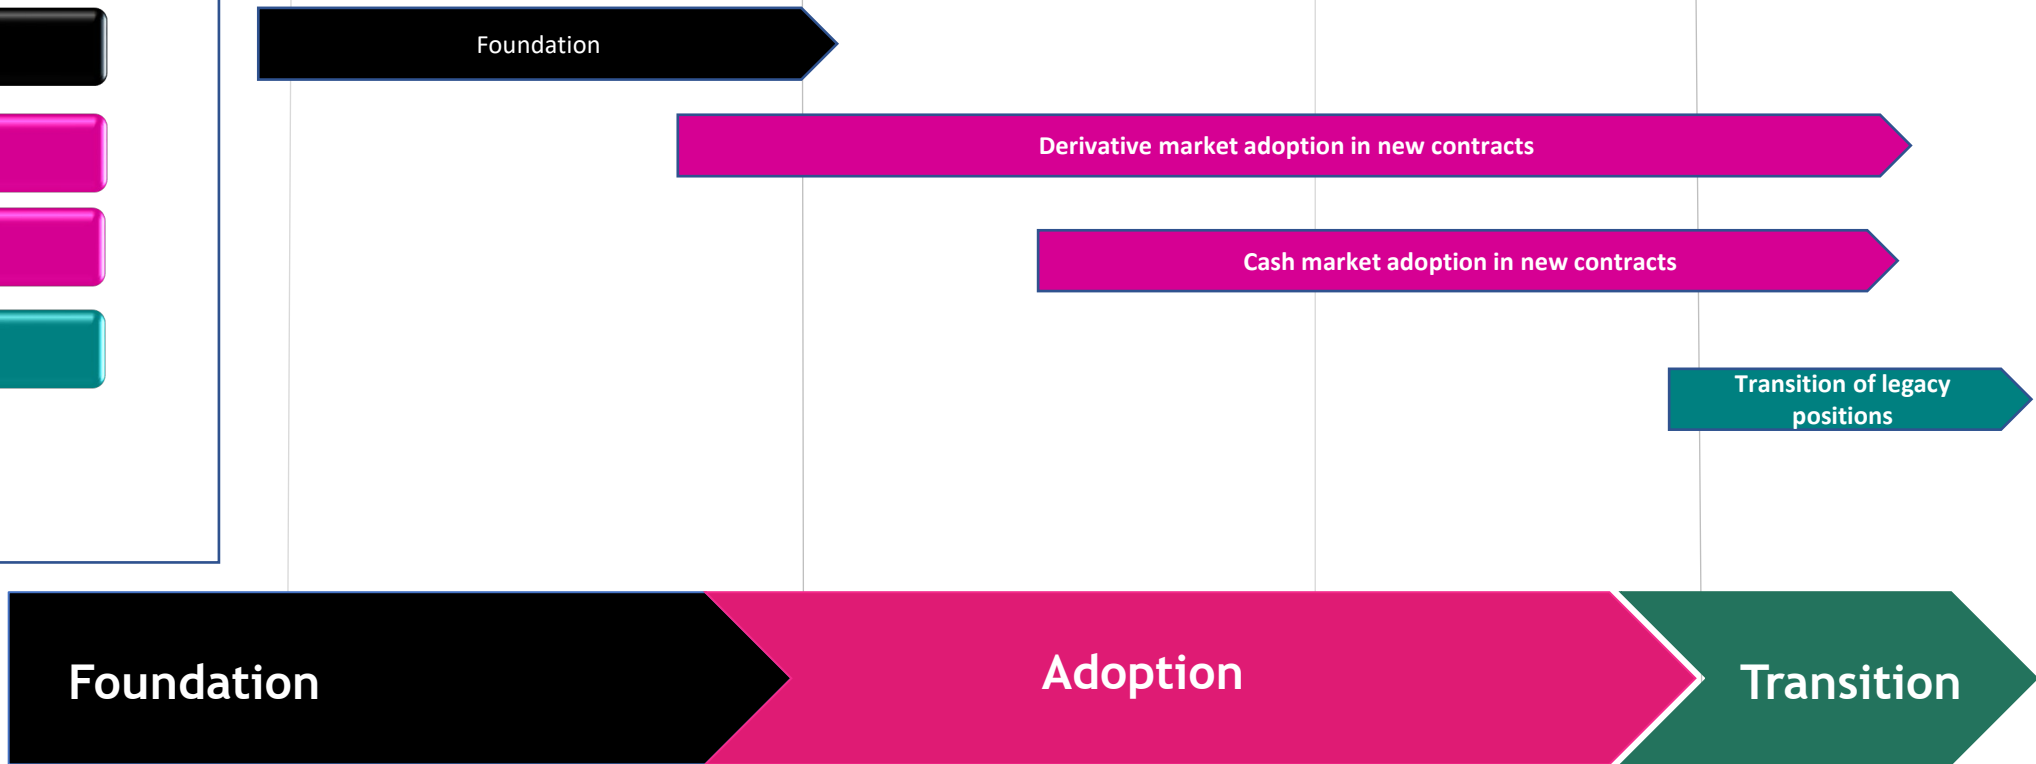 Foundation
Derivative market adoption in new contracts
Cash market adoption in new contracts
Transition of legacy
positions
Foundation
Adoption
Transition